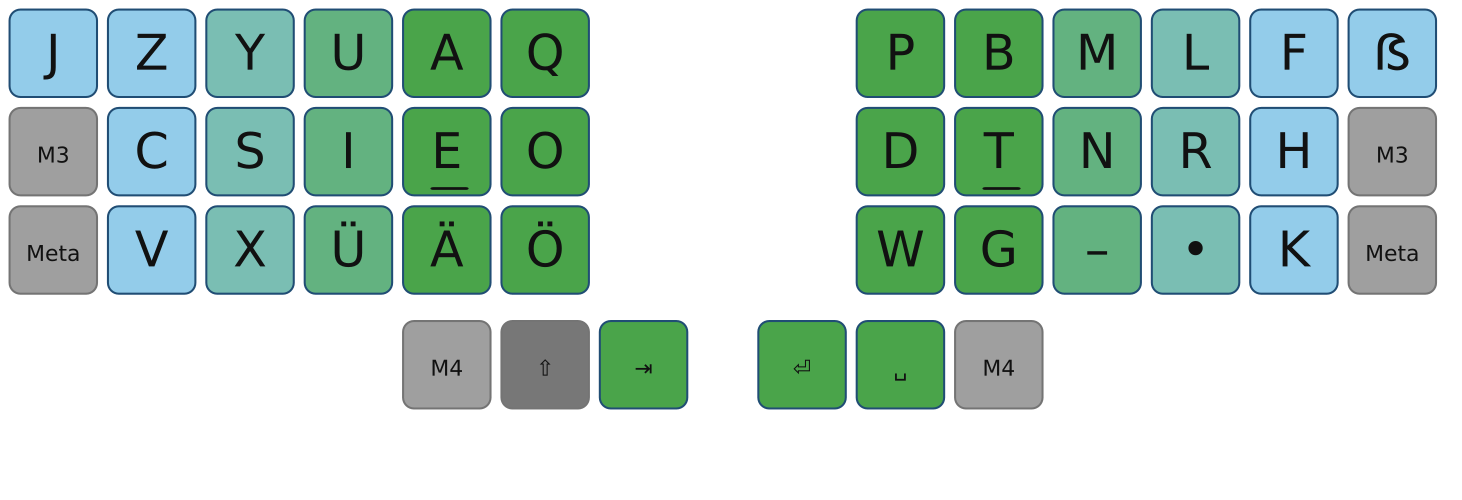 J Z Y U A Q P B M L F ẞ
M3 C S I E O D T N R H M3
Meta V X Ü Ä Ö W G – • K Meta
M4 ⇧ ⇥ ⏎ ␣ M4